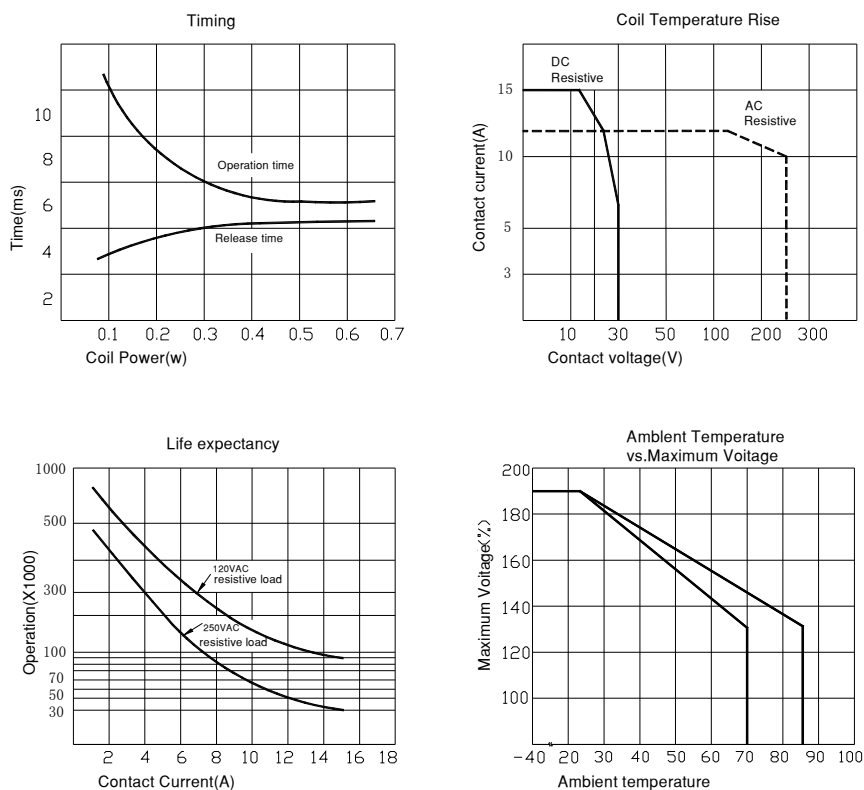 Timing
10
8
6
4
2
Time(ms)
Operation time
Release time
0.1 0.2 0.3 0.4 0.5 0.6 0.7
Coil Power(w)
Coil Temperature Rise
15
10
5
3
Contact current(A)
DC
Resistive
AC
Resistive
10 30 50 100 200 300
Contact voltage(V)
Life expectancy
1000
500
300
100
70
50
30
Operation(X1000)
120VAC
resistive load
250VAC
resistive load
2 4 6 8 10 12 14 16 18
Contact Current(A)
Amblent Temperature
vs.Maximum Voitage
200
180
160
140
120
100
Maximum Voitage(%)
-40 20 30 40 50 60 70 80 90 100
Ambient temperature